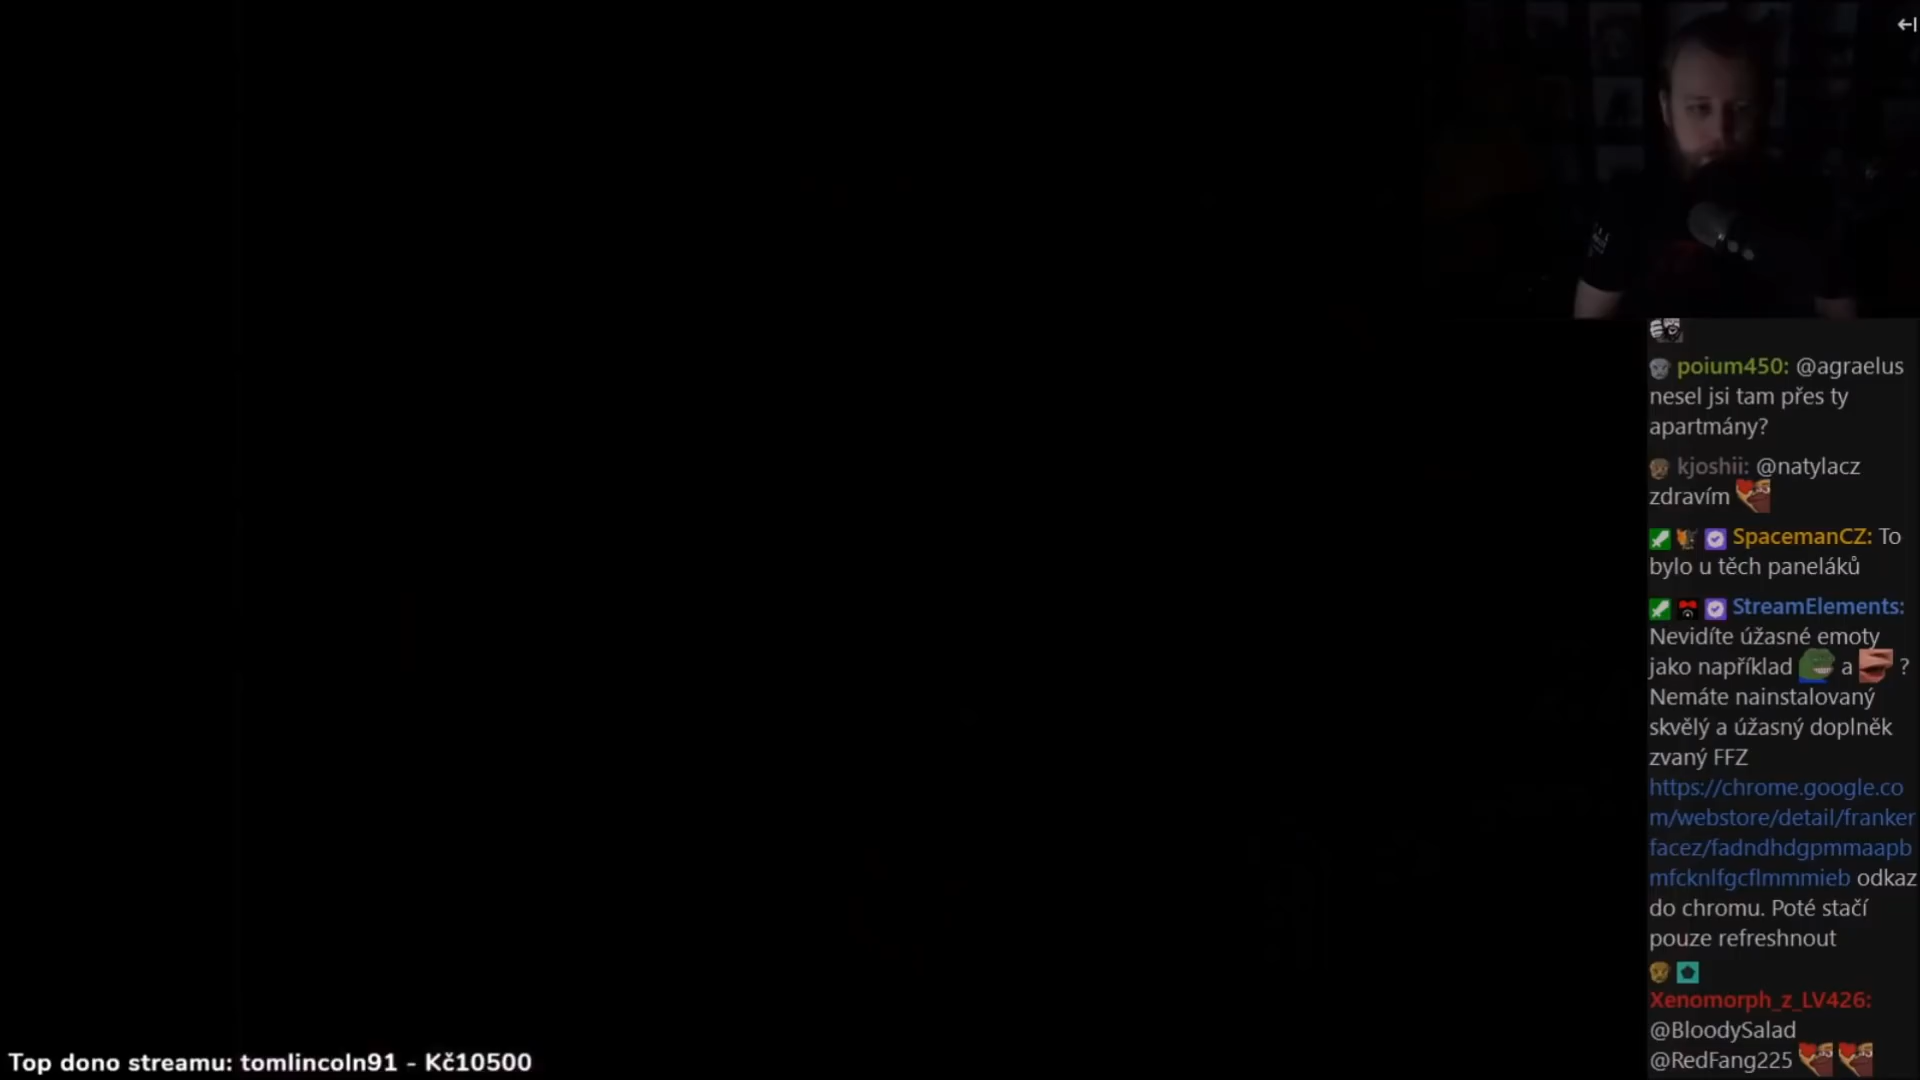 poium450: @agraelus
nesel jsi tam přes ty
apartmány?
kjoshii: @natylacz
zdravím
SpacemanCZ: To
bylo u těch paneláků
StreamElements:
Nevidíte úžasné emoty
jako například a ?
Nemáte nainstalovaný
skvělý a úžasný doplněk
zvaný FFZ
https://chrome.google.co
m/webstore/detail/franker
facez/fadndhdgpmmaapb
mfcknlfgcflmmmieb odkaz
do chromu. Poté stačí
pouze refreshnout
Xenomorph_z_LV426:
@BloodySalad
@RedFang225
Top dono streamu: tomlincoln91 - Kč10500